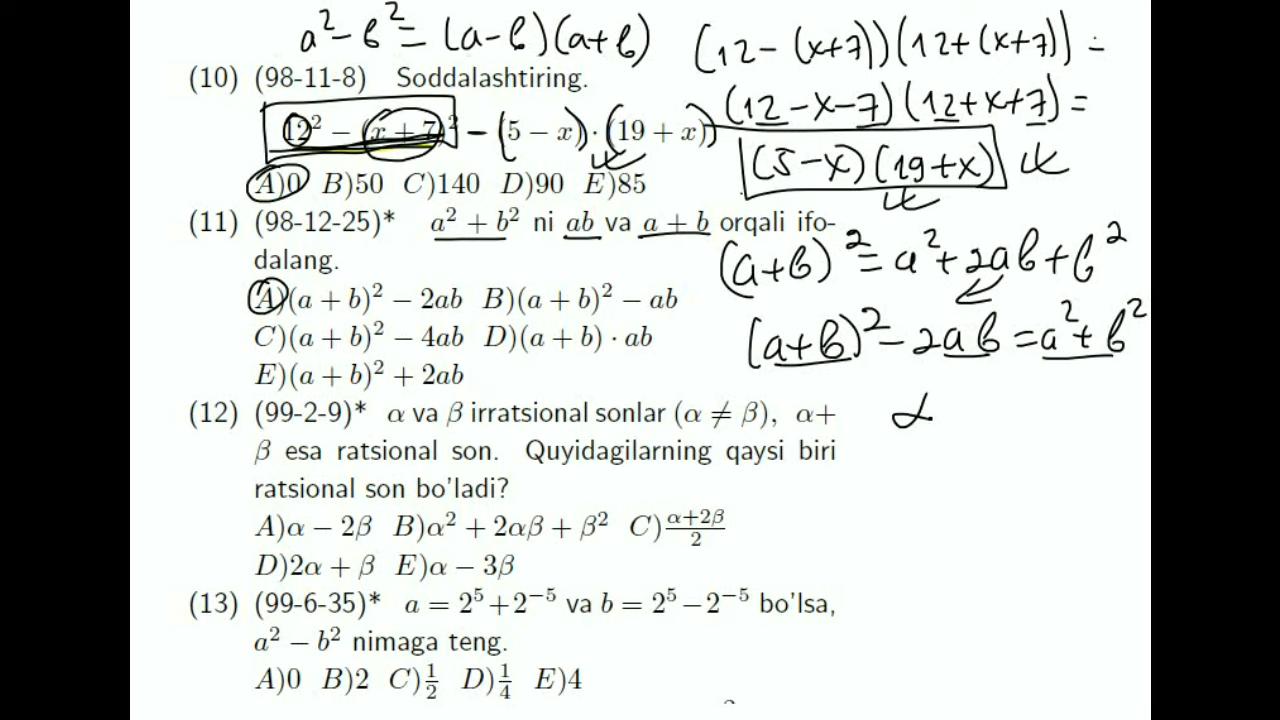 a² − b² = (a−b)(a+b)
(12 − (x+7))(12 + (x+7)) =
(10) (98-11-8) Soddalashtiring.
12² − (x + 7)² − (5 − x) · (19 + x))
(12 − x − 7)(12 + x + 7) =
(5−x)(19+x)
A)0 B)50 C)140 D)90 E)85
(11) (98-12-25)* a² + b² ni ab va a + b orqali ifo-
dalang.
(a+b)² = a² + 2ab + b²
A)(a + b)² − 2ab B)(a + b)² − ab
C)(a + b)² − 4ab D)(a + b) · ab
(a+b)² − 2ab = a² + b²
E)(a + b)² + 2ab
(12) (99-2-9)* α va β irratsional sonlar (α ≠ β), α+
β esa ratsional son. Quyidagilarning qaysi biri
ratsional son bo'ladi?
α
A)α − 2β B)α² + 2αβ + β² C)(α+2β)/2
D)2α + β E)α − 3β
(13) (99-6-35)* a = 2⁵ + 2⁻⁵ va b = 2⁵ − 2⁻⁵ bo'lsa,
a² − b² nimaga teng.
A)0 B)2 C)1/2 D)1/4 E)4